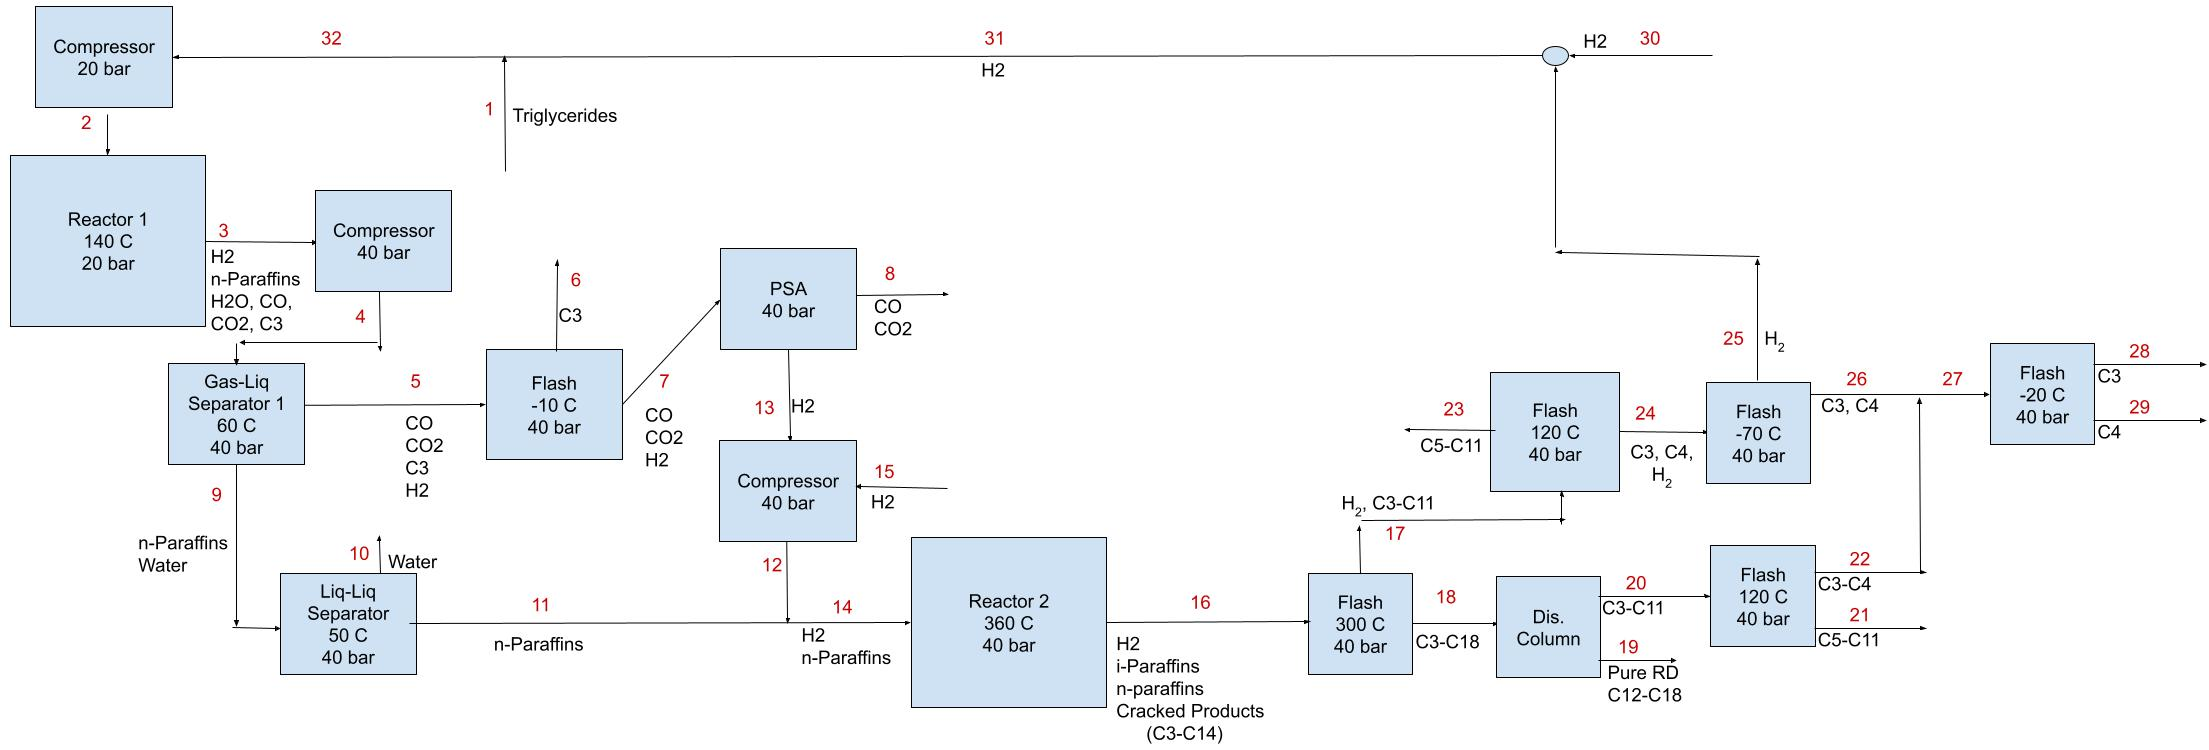 Compressor
20 bar
32
31
H2
H2
30
1
Triglycerides
2
Reactor 1
140 C
20 bar
3
H2
n-Paraffins
H2O, CO,
CO2, C3
Compressor
40 bar
4
Gas-Liq
Separator 1
60 C
40 bar
5
CO
CO2
C3
H2
6
C3
Flash
-10 C
40 bar
7
CO
CO2
H2
PSA
40 bar
8
CO
CO2
13
H2
Compressor
40 bar
15
H2
12
9
n-Paraffins
Water
10
Water
Liq-Liq
Separator
50 C
40 bar
11
n-Paraffins
14
H2
n-Paraffins
Reactor 2
360 C
40 bar
16
H2
i-Paraffins
n-paraffins
Cracked Products
(C3-C14)
Flash
300 C
40 bar
H2, C3-C11
17
18
C3-C18
Dis.
Column
20
C3-C11
19
Pure RD
C12-C18
Flash
120 C
40 bar
22
C3-C4
21
C5-C11
23
C5-C11
Flash
120 C
40 bar
24
C3, C4,
H2
Flash
-70 C
40 bar
25
H2
26
C3, C4
27
Flash
-20 C
40 bar
28
C3
29
C4